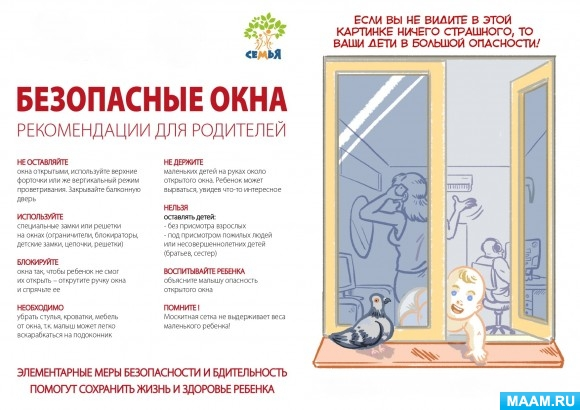 СЕМЬЯ
БЕЗОПАСНЫЕ ОКНА
РЕКОМЕНДАЦИИ ДЛЯ РОДИТЕЛЕЙ
НЕ ОСТАВЛЯЙТЕ
окна открытыми, используйте верхние
форточки или же вертикальный режим
проветривания. Закрывайте балконную
дверь
ИСПОЛЬЗУЙТЕ
специальные замки или решетки
на окнах (ограничители, блокираторы,
детские замки, цепочки, решетки)
БЛОКИРУЙТЕ
окна так, чтобы ребенок не смог
их открыть – открутите ручку окна
и спрячьте ее
НЕОБХОДИМО
убрать стулья, кроватки, мебель
от окна, т.к. малыш может легко
вскарабкаться на подоконник
НЕ ДЕРЖИТЕ
маленьких детей на руках около
открытого окна. Ребенок может
вырваться, увидев что-то интересное
НЕЛЬЗЯ
оставлять детей:
- без присмотра взрослых
- под присмотром пожилых людей
или несовершеннолетних детей
(братьев, сестер)
ВОСПИТЫВАЙТЕ РЕБЕНКА
объясните малышу опасность
открытого окна
ПОМНИТЕ !
Москитная сетка не выдерживает веса
маленького ребенка!
ЭЛЕМЕНТАРНЫЕ МЕРЫ БЕЗОПАСНОСТИ И БДИТЕЛЬНОСТЬ
ПОМОГУТ СОХРАНИТЬ ЖИЗНЬ И ЗДОРОВЬЕ РЕБЕНКА
ЕСЛИ ВЫ НЕ ВИДИТЕ В ЭТОЙ
КАРТИНКЕ НИЧЕГО СТРАШНОГО, ТО
ВАШИ ДЕТИ В БОЛЬШОЙ ОПАСНОСТИ!
MAAM.RU